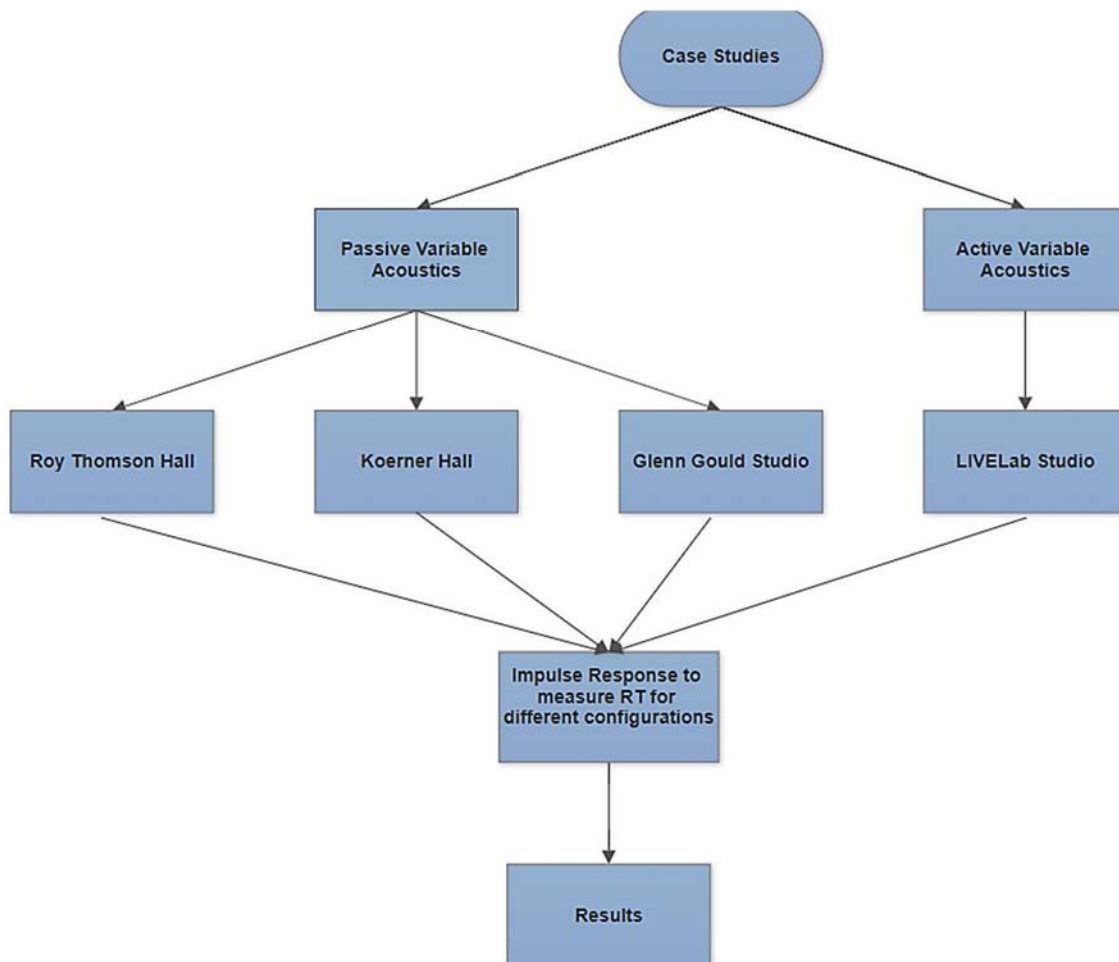 Case Studies
Passive Variable
Acoustics
Active Variable
Acoustics
Roy Thomson Hall
Koerner Hall
Glenn Gould Studio
LIVELab Studio
Impulse Response to
measure RT for
different configurations
Results